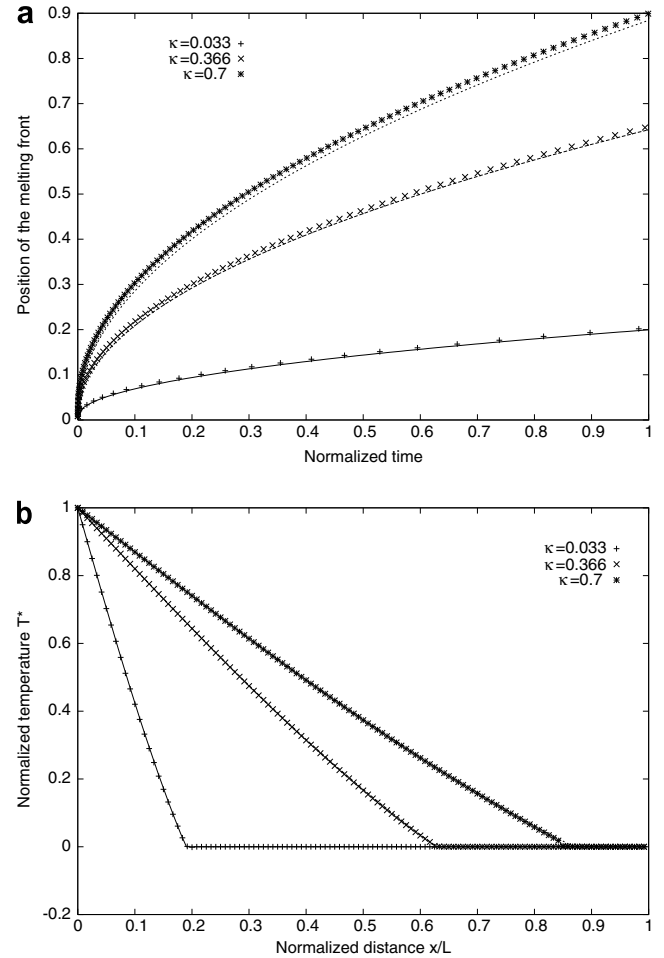 a
0.9
0.8
0.7
0.6
0.5
0.4
0.3
0.2
0.1
0
Position of the melting front
κ=0.033 +
κ=0.366 ×
κ=0.7 ✱
0 0.1 0.2 0.3 0.4 0.5 0.6 0.7 0.8 0.9 1
Normalized time
b
1
0.8
0.6
0.4
0.2
0
-0.2
Normalized temperature T*
κ=0.033 +
κ=0.366 ×
κ=0.7 ✱
0 0.1 0.2 0.3 0.4 0.5 0.6 0.7 0.8 0.9 1
Normalized distance x/L